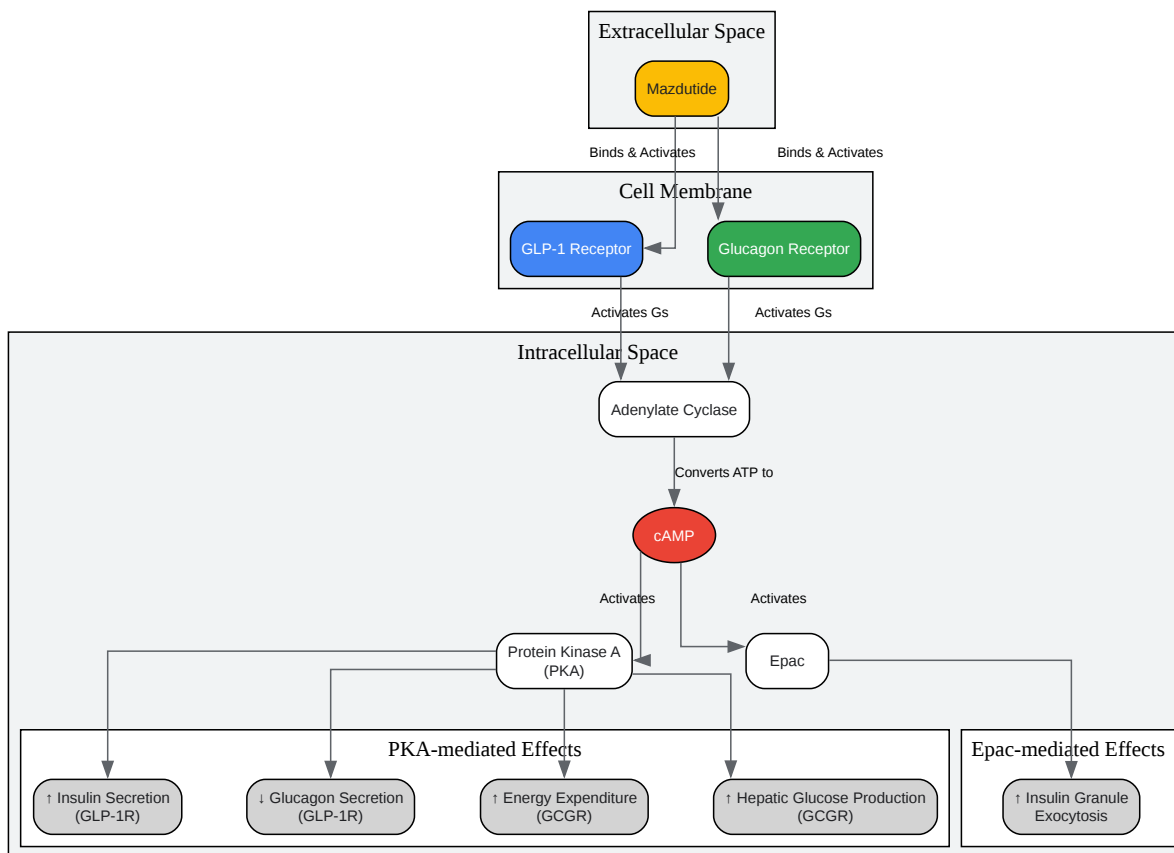 Extracellular Space
Mazdutide
Binds & Activates
Binds & Activates
Cell Membrane
GLP-1 Receptor
Glucagon Receptor
Activates Gs
Activates Gs
Intracellular Space
Adenylate Cyclase
Converts ATP to
cAMP
Activates
Activates
Protein Kinase A
(PKA)
Epac
PKA-mediated Effects
Epac-mediated Effects
↑ Insulin Secretion
(GLP-1R)
↓ Glucagon Secretion
(GLP-1R)
↑ Energy Expenditure
(GCGR)
↑ Hepatic Glucose Production
(GCGR)
↑ Insulin Granule
Exocytosis